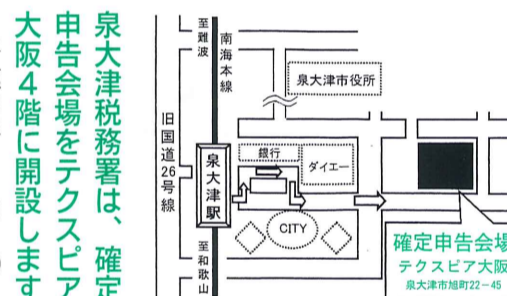 泉大津税務署は、確定
申告会場をテクスピア
大阪４階に開設します
至難波
南海本線
泉大津市役所
旧国道26号線
泉大津駅
銀行
ダイエー
CITY
至和歌山
確定申告会場
テクスピア大阪
泉大津市旭町22－45